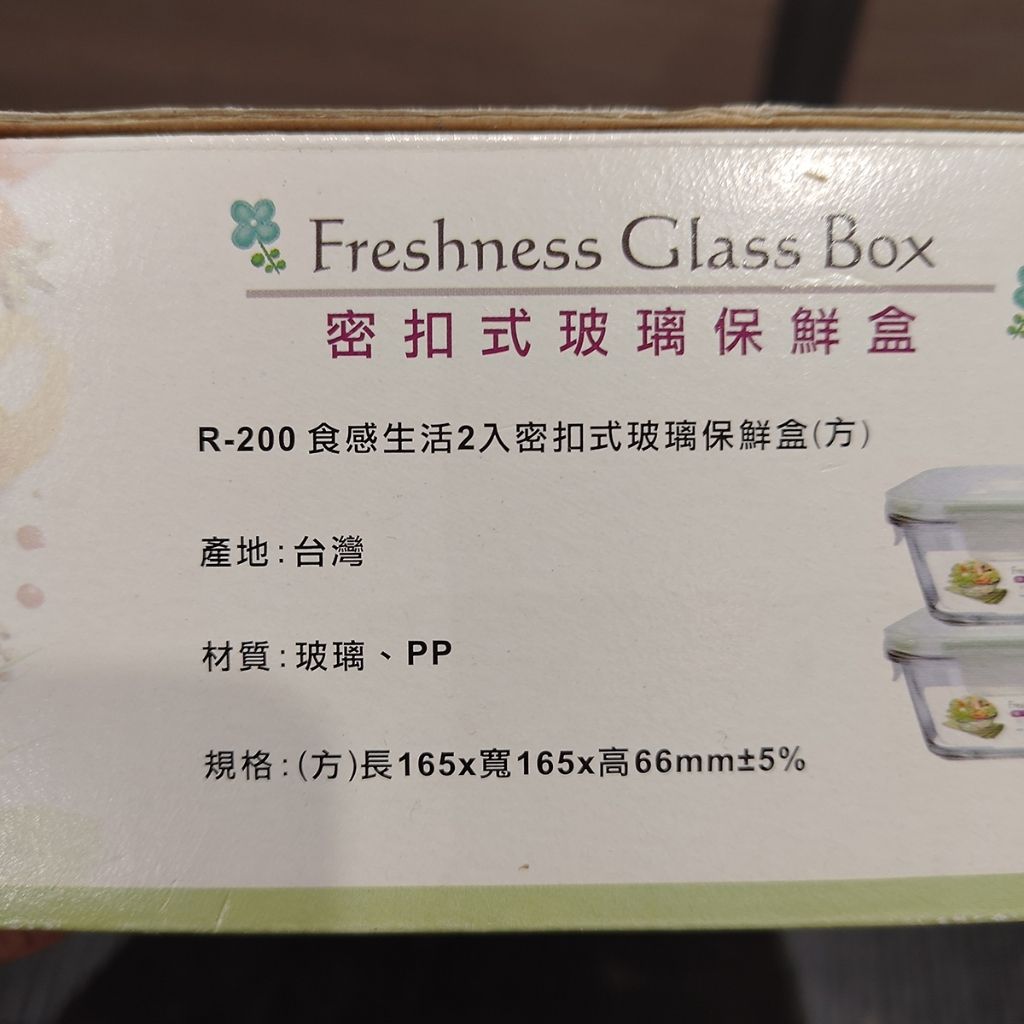 Freshness Glass Box
密扣式玻璃保鮮盒
R-200 食感生活2入密扣式玻璃保鮮盒(方)
產地:台灣
材質:玻璃、PP
規格:(方)長165x寬165x高66mm±5%